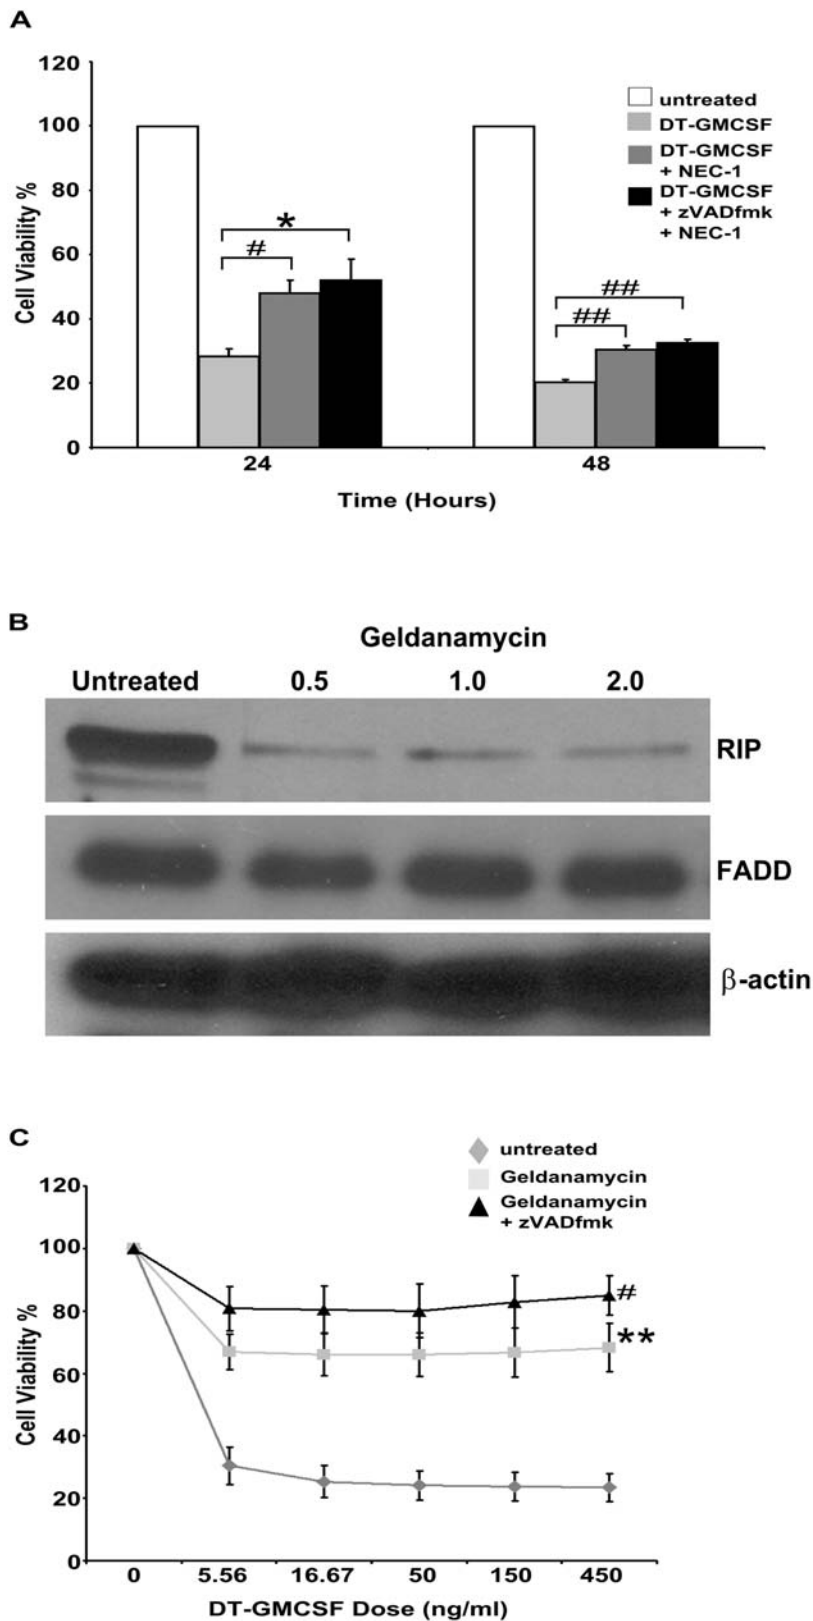 A
120
100
80
60
40
20
0
Cell Viability %
untreated
DT-GMCSF
DT-GMCSF
+ NEC-1
DT-GMCSF
+ zVADfmk
+ NEC-1
*
#
##
##
24 48
Time (Hours)
B
Geldanamycin
Untreated 0.5 1.0 2.0
RIP
FADD
β-actin
C
untreated
Geldanamycin
Geldanamycin
+ zVADfmk
120
100
80
60
40
20
0
Cell Viability %
#
**
0 5.56 16.67 50 150 450
DT-GMCSF Dose (ng/ml)